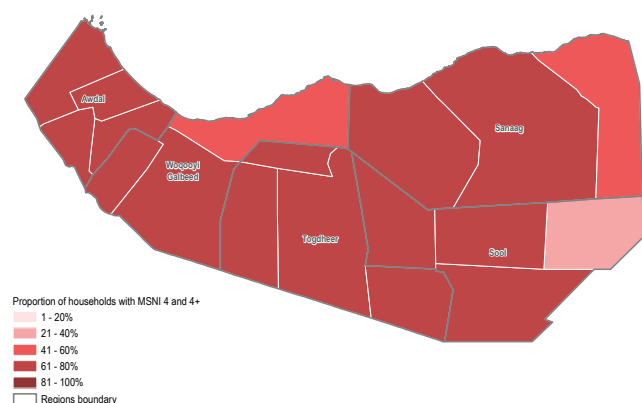 Awdal
Sanaag
Woqooyi
Galbeed
Togdheer
Sool
Proportion of households with MSNI 4 and 4+
1 - 20%
21 - 40%
41 - 60%
61 - 80%
81 - 100%
Regions boundary